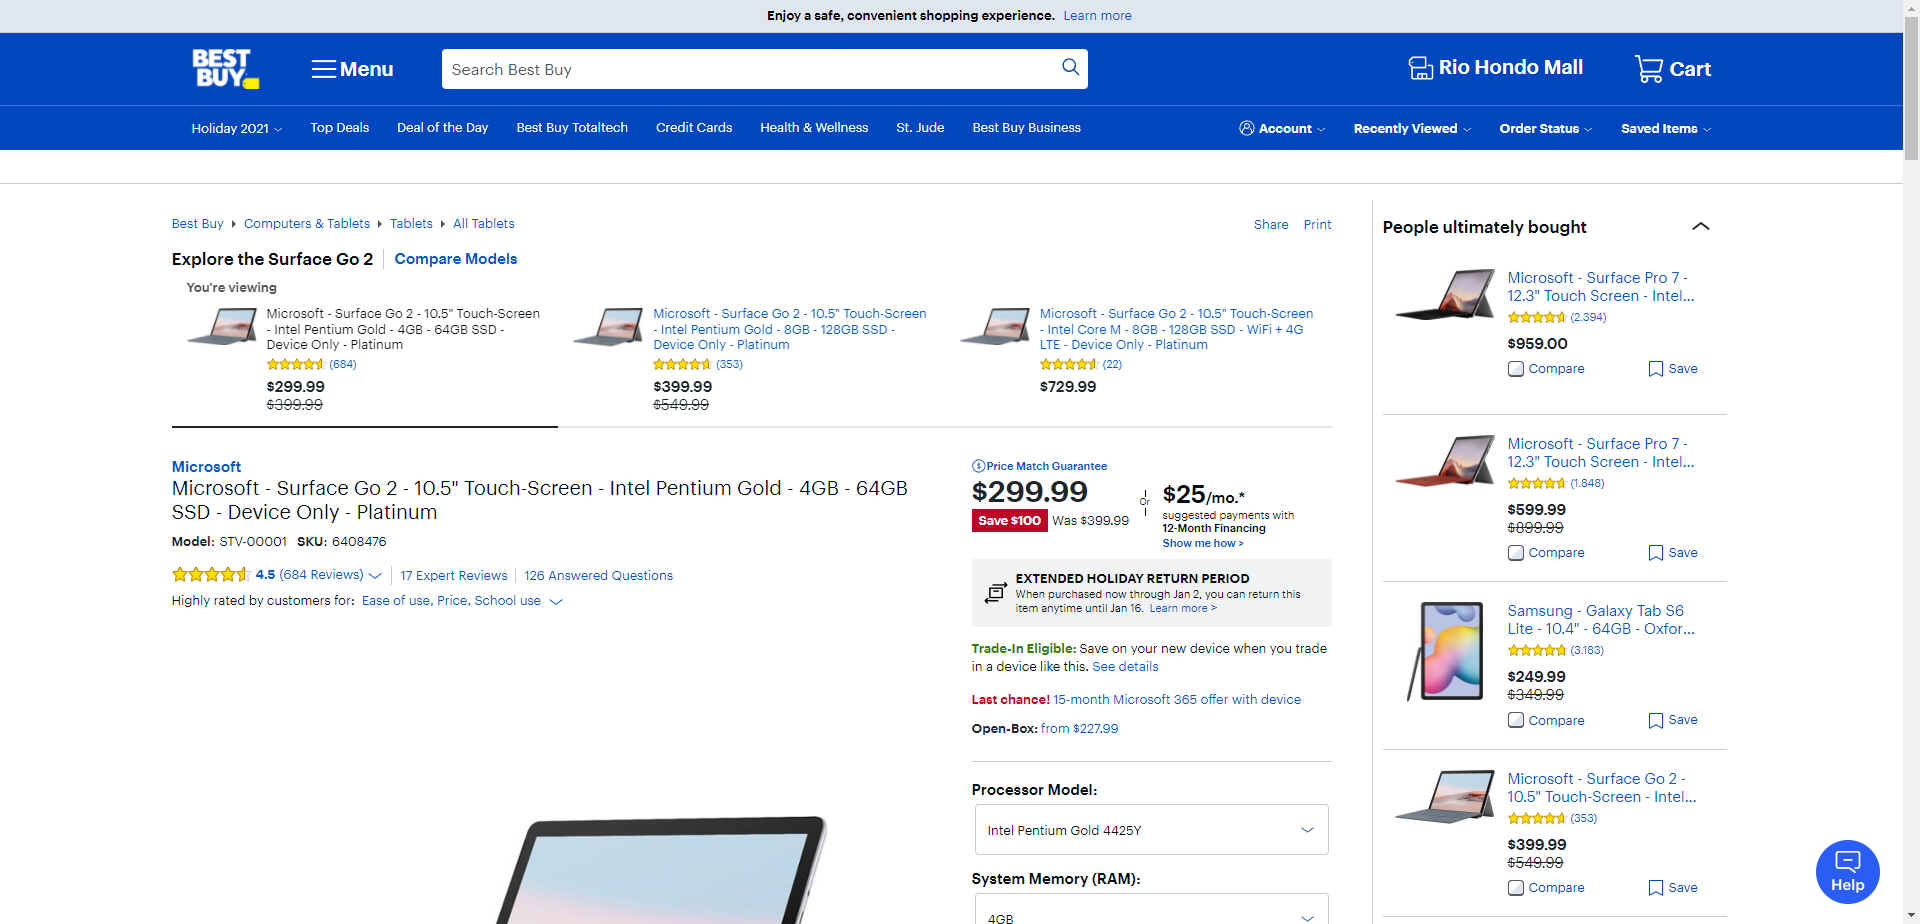 Enjoy a safe, convenient shopping experience. Learn more
BEST
BUY
Menu
Search Best Buy
Rio Hondo Mall
Cart
Holiday 2021
Top Deals
Deal of the Day
Best Buy Totaltech
Credit Cards
Health & Wellness
St. Jude
Best Buy Business
Account
Recently Viewed
Order Status
Saved Items
Best Buy
Computers & Tablets
Tablets
All Tablets
Share
Print
Explore the Surface Go 2
Compare Models
You're viewing
Microsoft - Surface Go 2 - 10.5" Touch-Screen
- Intel Pentium Gold - 4GB - 64GB SSD -
Device Only - Platinum
(684)
$299.99
$399.99
Microsoft - Surface Go 2 - 10.5" Touch-Screen
- Intel Pentium Gold - 8GB - 128GB SSD -
Device Only - Platinum
(353)
$399.99
$549.99
Microsoft - Surface Go 2 - 10.5" Touch-Screen
- Intel Core M - 8GB - 128GB SSD - WiFi + 4G
LTE - Device Only - Platinum
(22)
$729.99
Microsoft
Microsoft - Surface Go 2 - 10.5" Touch-Screen - Intel Pentium Gold - 4GB - 64GB
SSD - Device Only - Platinum
Model: STV-00001 SKU: 6408476
4.5 (684 Reviews)
17 Expert Reviews
126 Answered Questions
Highly rated by customers for: Ease of use, Price, School use
Price Match Guarantee
$299.99
Save $100 Was $399.99
Or
$25/mo.*
suggested payments with
12-Month Financing
Show me how >
EXTENDED HOLIDAY RETURN PERIOD
When purchased now through Jan 2, you can return this
item anytime until Jan 16. Learn more >
Trade-In Eligible: Save on your new device when you trade
in a device like this. See details
Last chance! 15-month Microsoft 365 offer with device
Open-Box: from $227.99
Processor Model:
Intel Pentium Gold 4425Y
System Memory (RAM):
4GB
People ultimately bought
Microsoft - Surface Pro 7 -
12.3" Touch Screen - Intel...
(2.394)
$959.00
Compare
Save
Microsoft - Surface Pro 7 -
12.3" Touch Screen - Intel...
(1.848)
$599.99
$899.99
Compare
Save
Samsung - Galaxy Tab S6
Lite - 10.4" - 64GB - Oxfor...
(3.183)
$249.99
$349.99
Compare
Save
Microsoft - Surface Go 2 -
10.5" Touch-Screen - Intel...
(353)
$399.99
$549.99
Compare
Save
Help